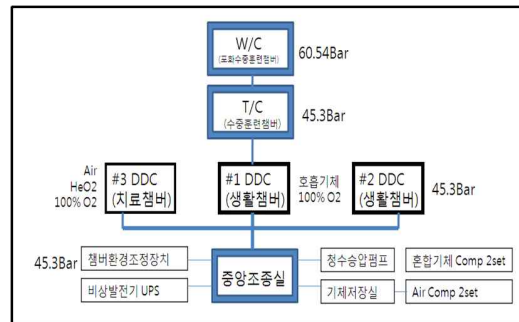 W/C
(포화수중훈련챔버)
60.54Bar
T/C
(수중훈련챔버)
45.3Bar
Air
HeO2
100% O2
#3 DDC
(치료챔버)
#1 DDC
(생활챔버)
호흡기체
100% O2
#2 DDC
(생활챔버)
45.3Bar
45.3Bar
챔버환경조정장치
비상발전기 UPS
중앙조종실
청수승압펌프
혼합기체 Comp 2set
기체저장실
Air Comp 2set